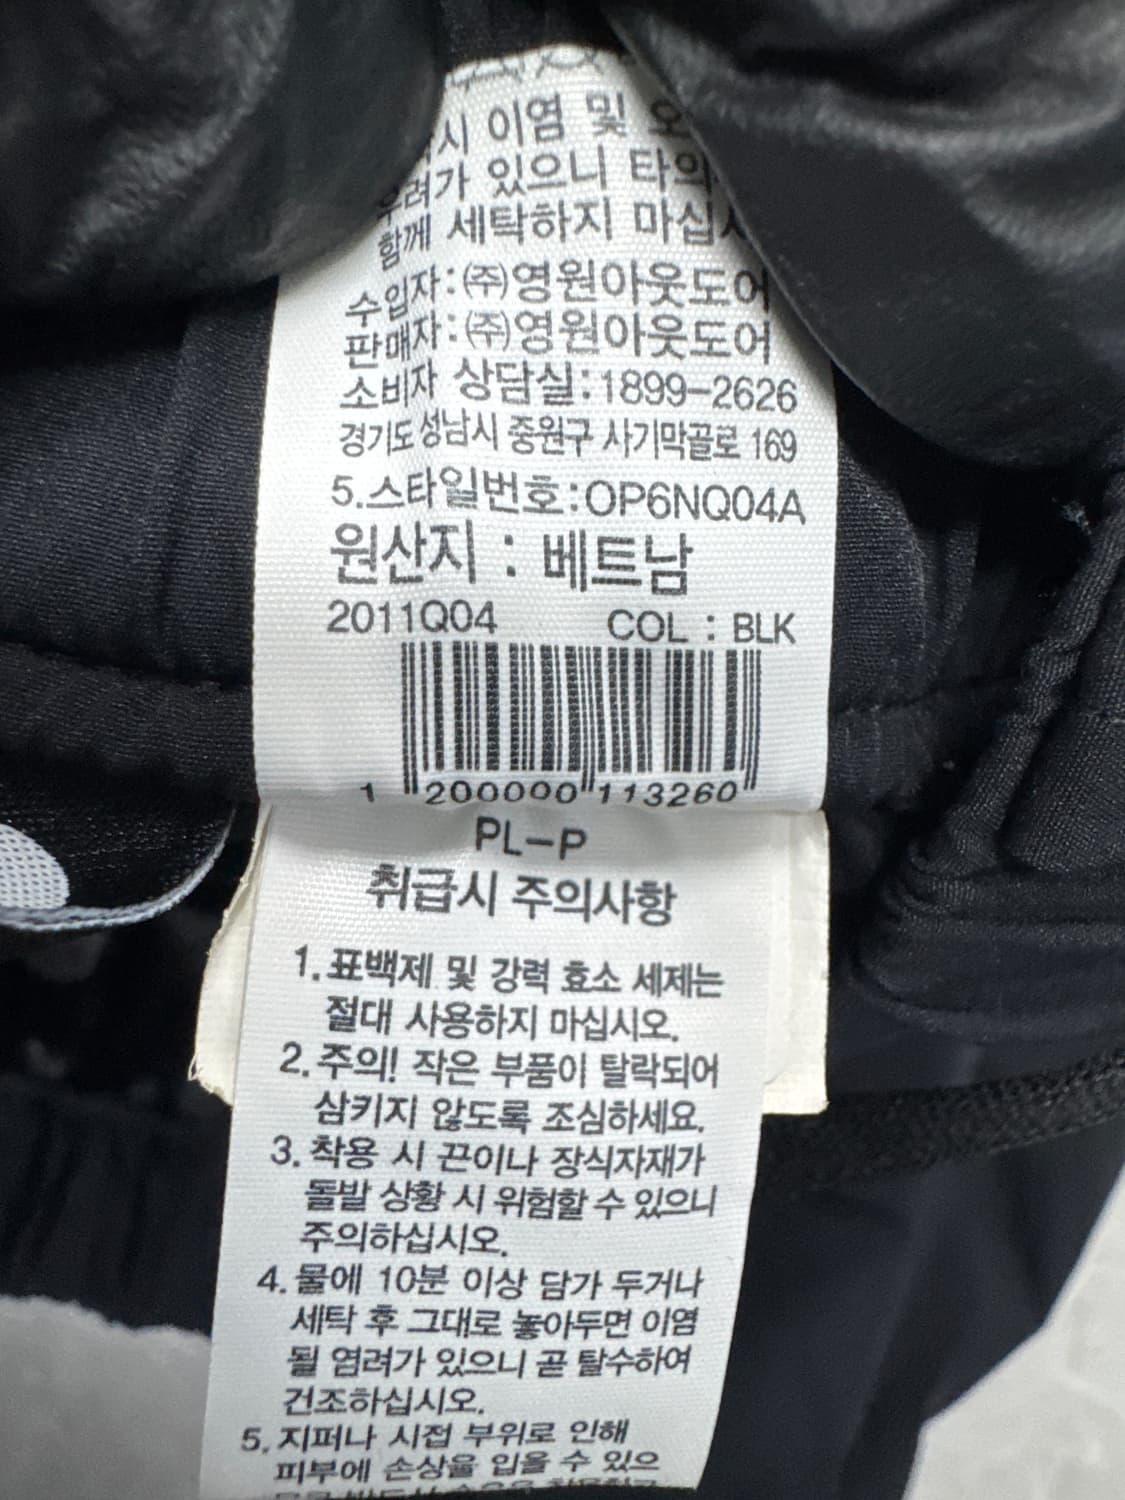 시 이염 및
우려가 있으니 타의
함께 세탁하지 마십시
수입자:㈜영원아웃도어
판매자:㈜영원아웃도어
소비자 상담실:1899-2626
경기도 성남시 중원구 사기막골로 169
5.스타일번호:OP6NQ04A
원산지 : 베트남
2011Q04 COL : BLK
1 200000 113260
PL-P
취급시 주의사항
1.표백제 및 강력 효소 세제는
절대 사용하지 마십시오.
2.주의! 작은 부품이 탈락되어
삼키지 않도록 조심하세요.
3.착용 시 끈이나 장식자재가
돌발 상황 시 위험할 수 있으니
주의하십시오.
4.물에 10분 이상 담가 두거나
세탁 후 그대로 놓아두면 이염
될 염려가 있으니 곧 탈수하여
건조하십시오.
5.지퍼나 시접 부위로 인해
피부에 손상을 입을 수 있으